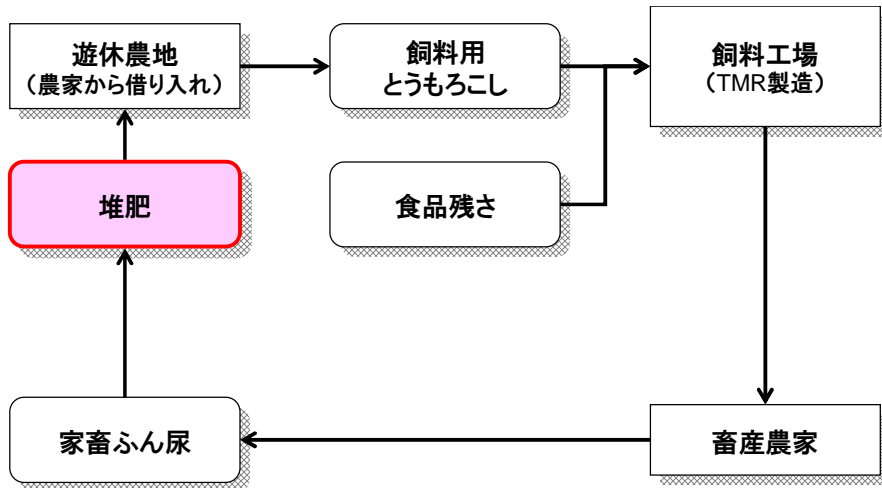 遊休農地
（農家から借り入れ）
飼料用
とうもろこし
飼料工場
（TMR製造）
堆肥
食品残さ
家畜ふん尿
畜産農家